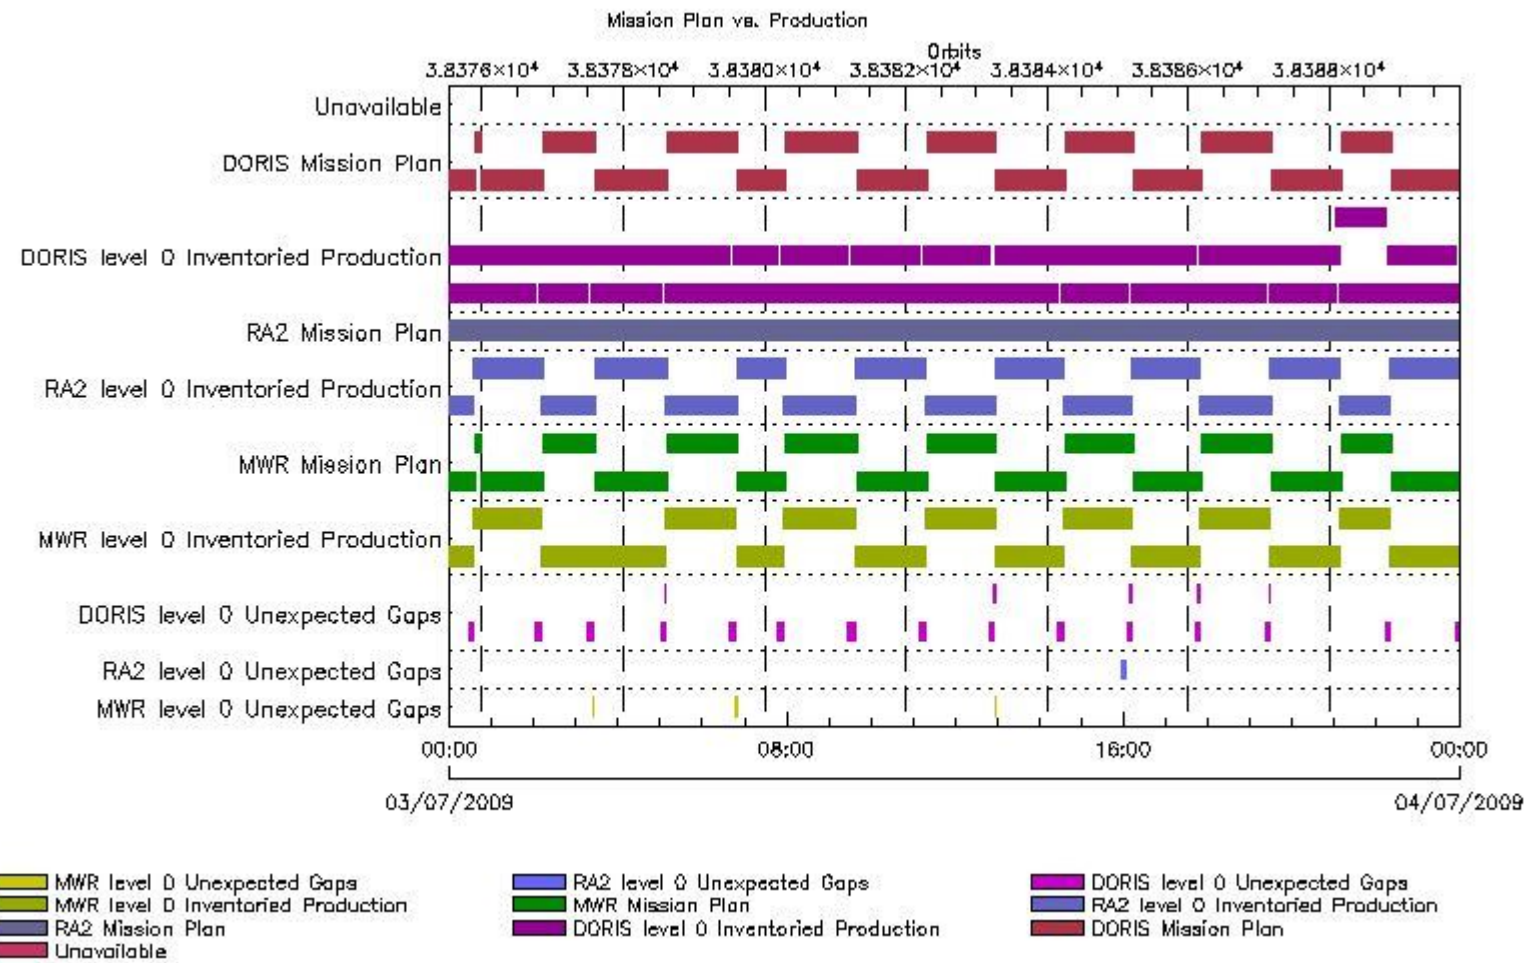 Mission Plan vs. Production
Orbits
3.8376×10⁴ 3.8378×10⁴ 3.8380×10⁴ 3.8382×10⁴ 3.8384×10⁴ 3.8386×10⁴ 3.8388×10⁴
Unavailable
DORIS Mission Plan
DORIS level 0 Inventoried Production
RA2 Mission Plan
RA2 level 0 Inventoried Production
MWR Mission Plan
MWR level 0 Inventoried Production
DORIS level 0 Unexpected Gaps
RA2 level 0 Unexpected Gaps
MWR level 0 Unexpected Gaps
00:00 08:00 16:00 00:00
03/07/2009 04/07/2009
MWR level 0 Unexpected Gaps RA2 level 0 Unexpected Gaps DORIS level 0 Unexpected Gaps
MWR level 0 Inventoried Production MWR Mission Plan RA2 level 0 Inventoried Production
RA2 Mission Plan DORIS level 0 Inventoried Production DORIS Mission Plan
Unavailable